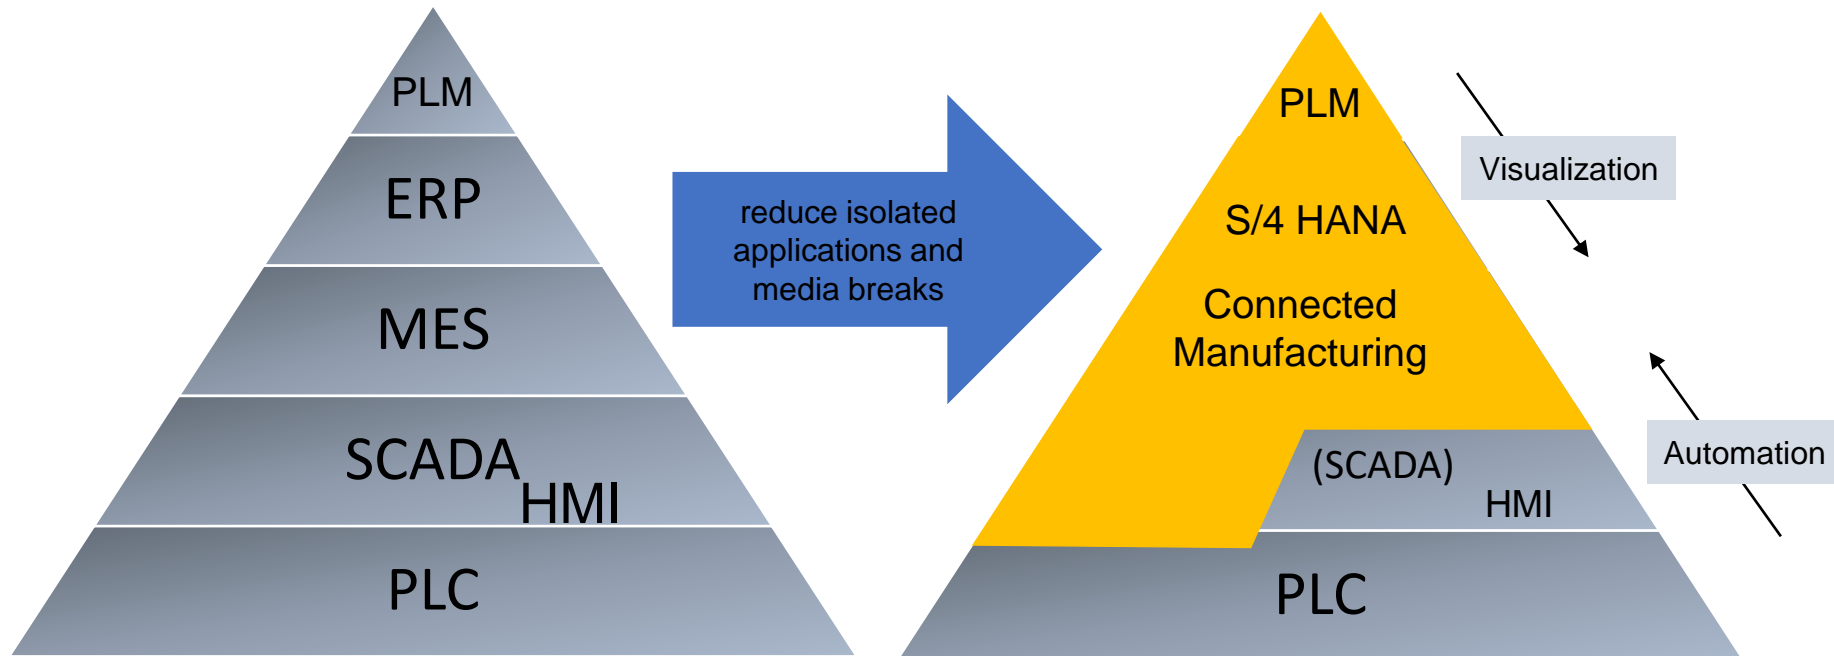 PLM
ERP
MES
SCADA
HMI
PLC
reduce isolated
applications and
media breaks
PLM
S/4 HANA
Connected
Manufacturing
(SCADA)
HMI
PLC
Visualization
Automation